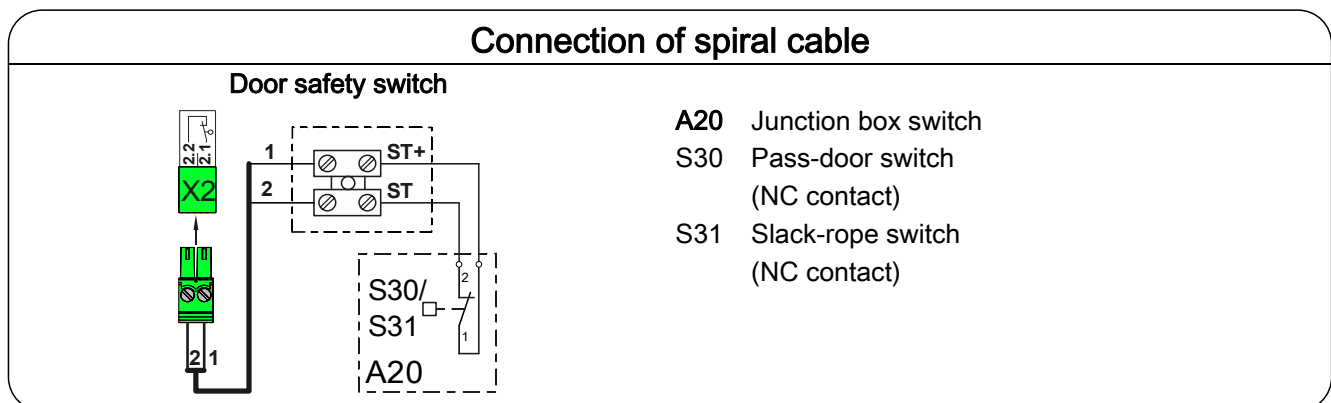 Connection of spiral cable
Door safety switch
2.2
2.1
X2
1
ST+
2
ST
2 1
2
S30/
S31
1
A20
A20 Junction box switch
S30 Pass-door switch
(NC contact)
S31 Slack-rope switch
(NC contact)